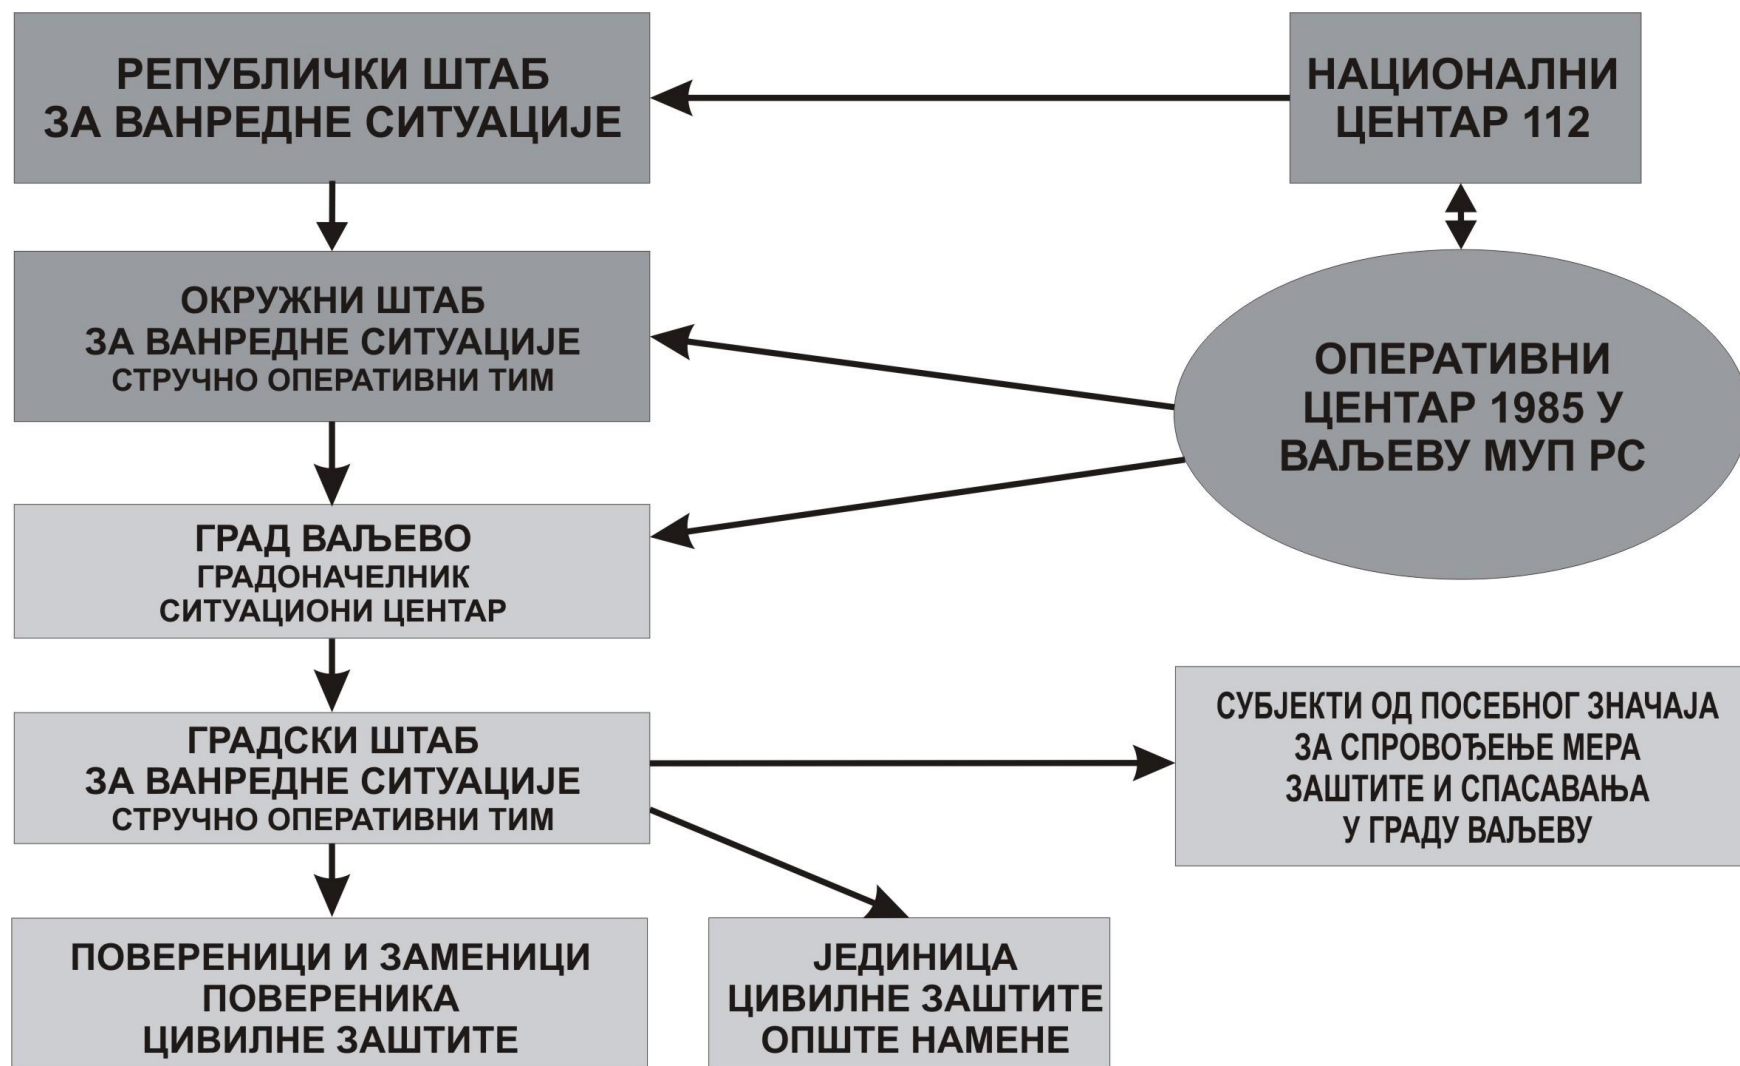 РЕПУБЛИЧКИ ШТАБ
ЗА ВАНРЕДНЕ СИТУАЦИЈЕ
НАЦИОНАЛНИ
ЦЕНТАР 112
ОКРУЖНИ ШТАБ
ЗА ВАНРЕДНЕ СИТУАЦИЈЕ
СТРУЧНО ОПЕРАТИВНИ ТИМ
ОПЕРАТИВНИ
ЦЕНТАР 1985 У
ВАЉЕВУ МУП РС
ГРАД ВАЉЕВО
ГРАДОНАЧЕЛНИК
СИТУАЦИОНИ ЦЕНТАР
ГРАДСКИ ШТАБ
ЗА ВАНРЕДНЕ СИТУАЦИЈЕ
СТРУЧНО ОПЕРАТИВНИ ТИМ
СУБЈЕКТИ ОД ПОСЕБНОГ ЗНАЧАЈА
ЗА СПРОВОЂЕЊЕ МЕРА
ЗАШТИТЕ И СПАСАВАЊА
У ГРАДУ ВАЉЕВУ
ПОВЕРЕНИЦИ И ЗАМЕНИЦИ
ПОВЕРЕНИКА
ЦИВИЛНЕ ЗАШТИТЕ
ЈЕДИНИЦА
ЦИВИЛНЕ ЗАШТИТЕ
ОПШТЕ НАМЕНЕ